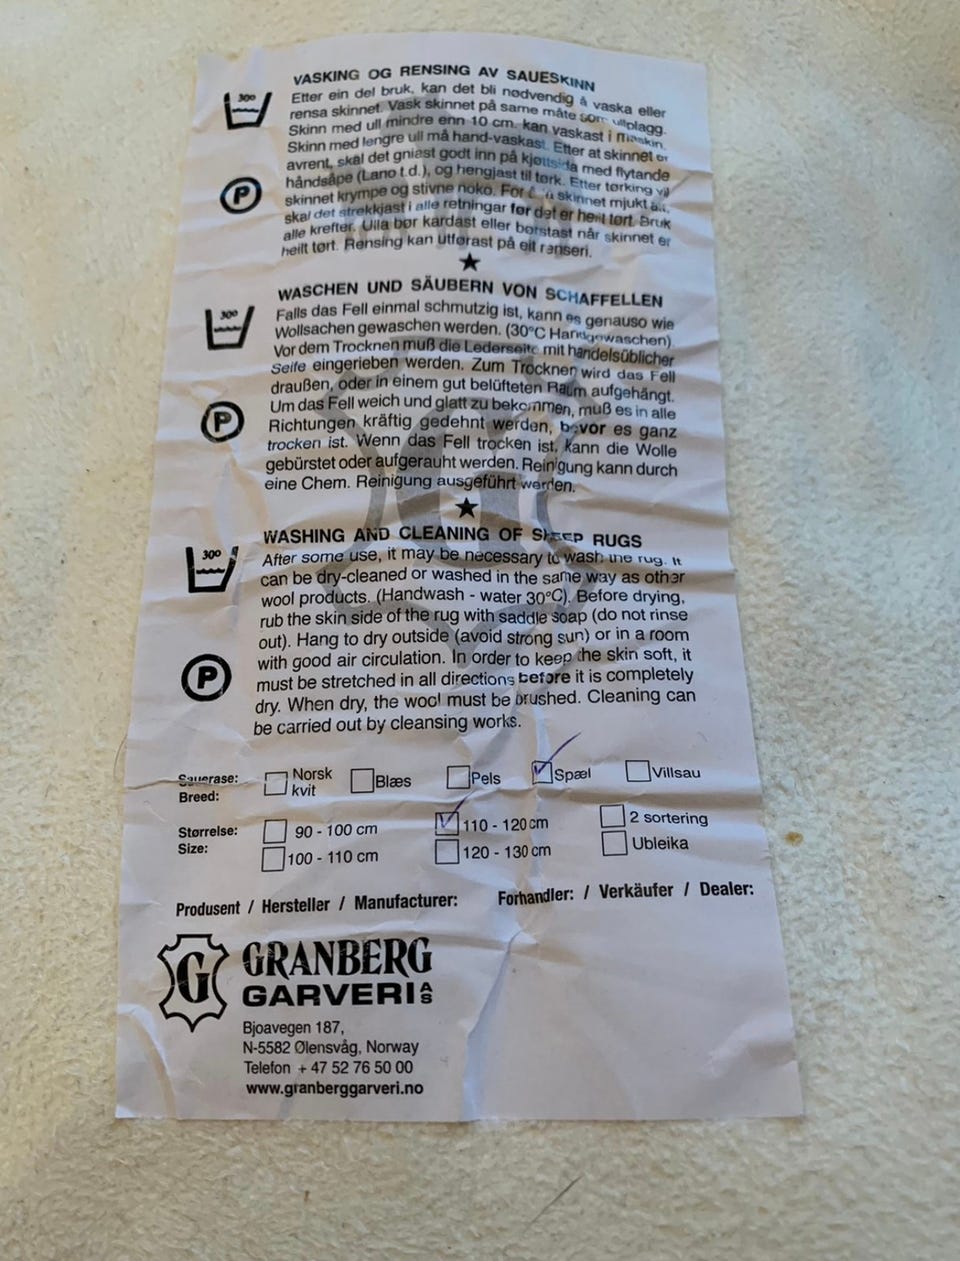 VASKING OG RENSING AV SAUESKINN
300
Etter ein del bruk, kan det bli nødvendig å vaska eller
rensa skinnet. Vask skinnet på same måte som ullplagg.
Skinn med ull mindre enn 10 cm. kan vaskast i maskin.
Skinn med lengre ull må hand-vaskast. Etter at skinnet er
avrent, skal det gniast godt inn på kjøttsida med flytande
håndsåpe (Lano t.d.), og hengjast til tørk. Etter tørking vil
P
skinnet krympe og stivne noko. For å skinnet mjukt
skal det strekkjast i alle retningar før det er heilt tørt. Bruk
alle krefter. Ulla bør kardast eller børstast når skinnet er
heilt tørt. Rensing kan utførast på eit renseri.
WASCHEN UND SÄUBERN VON SCHAFFELLEN
300
Falls das Fell einmal schmutzig ist, kann es genauso wie
Wollsachen gewaschen werden. (30°C Handgewaschen).
Vor dem Trocknen muß die Lederseite mit handelsüblicher
Seife eingerieben werden. Zum Trocknen wird das Fell
draußen, oder in einem gut belüfteten Raum aufgehängt.
P
Um das Fell weich und glatt zu bekommen, muß es in alle
Richtungen kräftig gedehnt werden, bevor es ganz
trocken ist. Wenn das Fell trocken ist, kann die Wolle
gebürstet oder aufgerauht werden. Reinigung kann durch
eine Chem. Reinigung ausgeführt werden.
WASHING AND CLEANING OF SHEEP RUGS
300
After some use, it may be necessary to wash the rug. It
can be dry-cleaned or washed in the same way as other
wool products. (Handwash - water 30°C). Before drying,
rub the skin side of the rug with saddle soap (do not rinse
out). Hang to dry outside (avoid strong sun) or in a room
P
with good air circulation. In order to keep the skin soft, it
must be stretched in all directions before it is completely
dry. When dry, the wool must be brushed. Cleaning can
be carried out by cleansing works.
Sauerase: Norsk kvit Blæs Pels Spæl Villsau
Breed:
Størrelse: 90 - 100 cm 110 - 120 cm 2 sortering
Size: 100 - 110 cm 120 - 130 cm Ubleika
Produsent / Hersteller / Manufacturer: Forhandler: / Verkäufer / Dealer:
G GRANBERG
GARVERI AS
Bjoavegen 187,
N-5582 Ølensvåg, Norway
Telefon + 47 52 76 50 00
www.granberggarveri.no